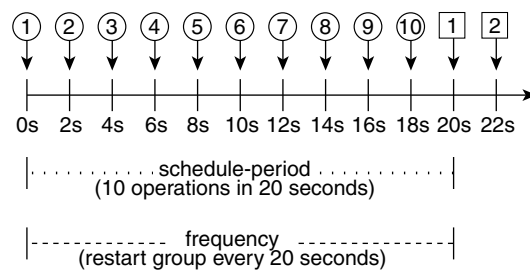 1 2 3 4 5 6 7 8 9 10 1 2
0s 2s 4s 6s 8s 10s 12s 14s 16s 18s 20s 22s
schedule-period
(10 operations in 20 seconds)
frequency
(restart group every 20 seconds)